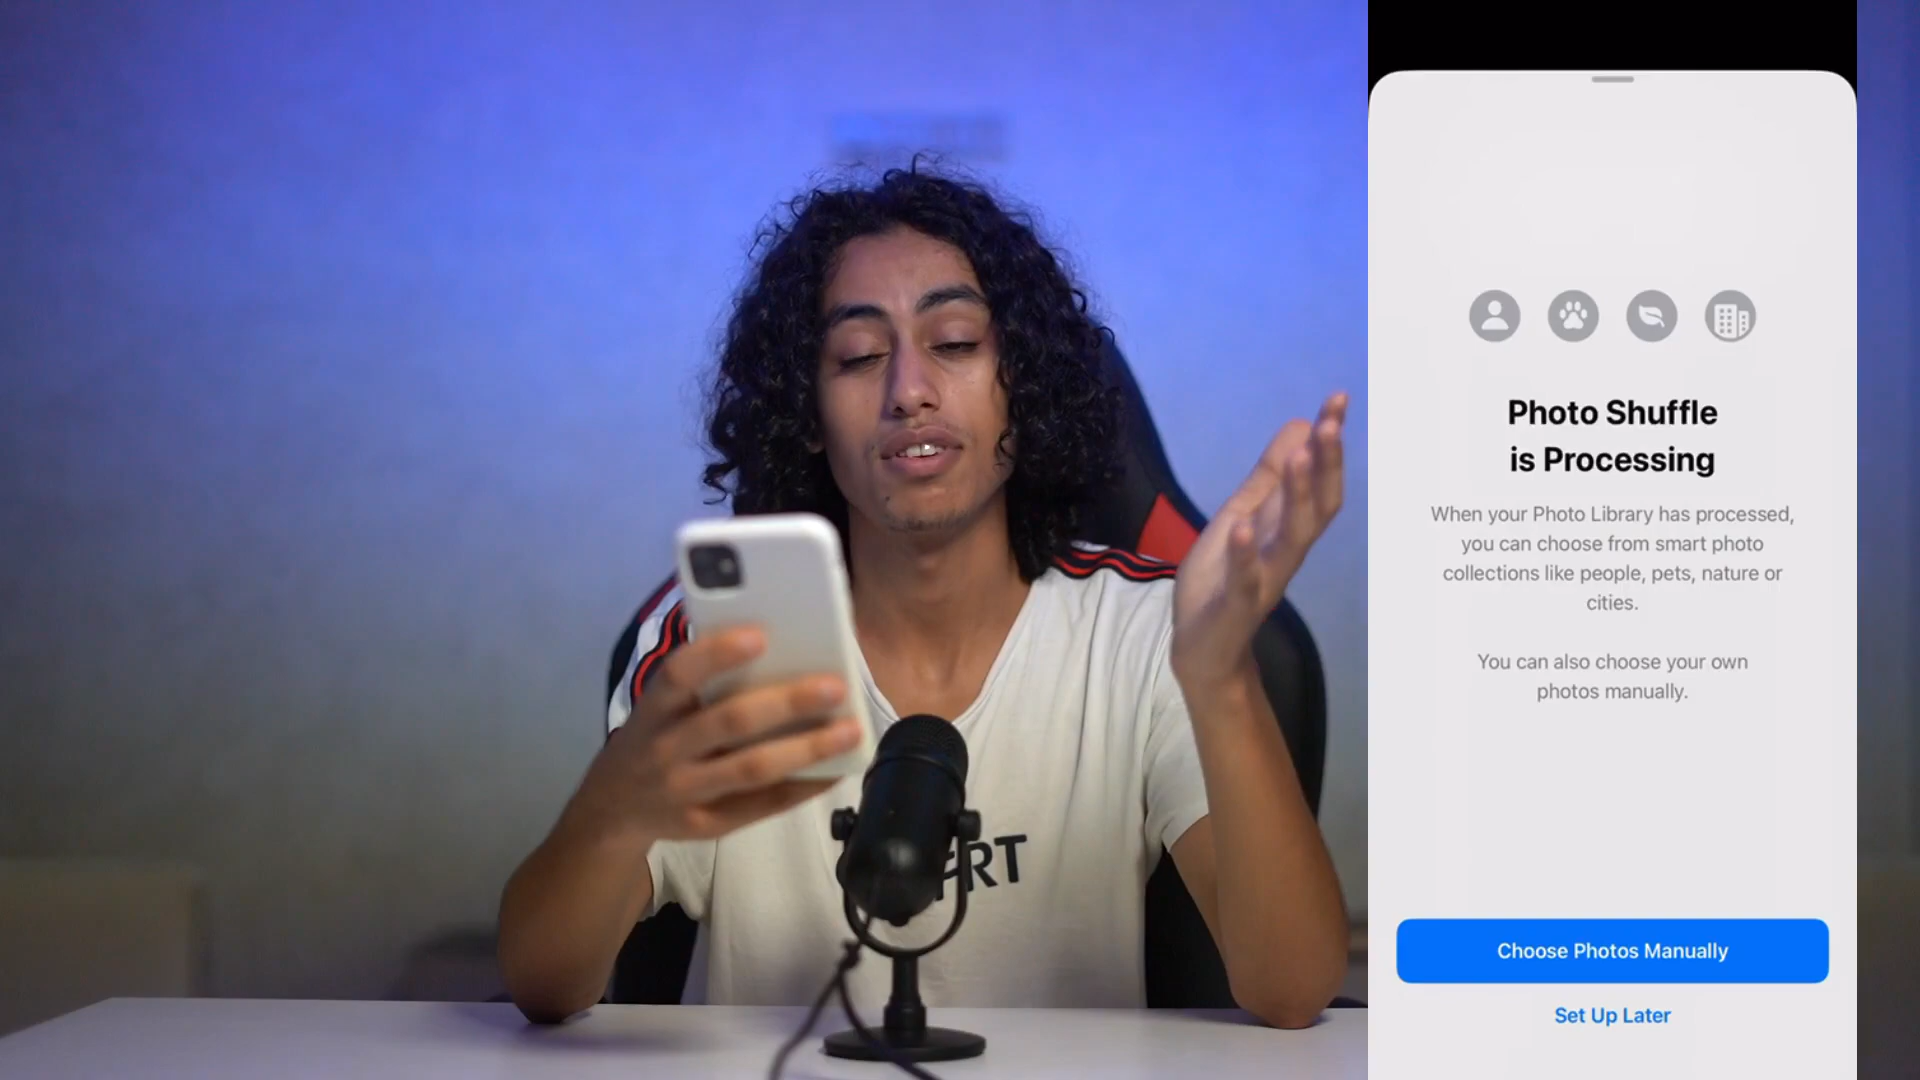 FRT
Photo Shuffle
is Processing
When your Photo Library has processed,
you can choose from smart photo
collections like people, pets, nature or
cities.
You can also choose your own
photos manually.
Choose Photos Manually
Set Up Later